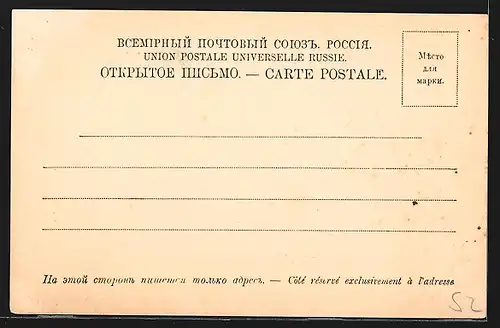 ВСЕМІРНЫЙ ПОЧТОВЫЙ СОЮЗЪ. РОССІЯ.
UNION POSTALE UNIVERSELLE RUSSIE.
ОТКРЫТОЕ ПИСЬМО. — CARTE POSTALE.
Мѣсто
для
марки.
На этой сторонѣ пишется только адресъ. — Côté réservé exclusivement à l'adresse
52